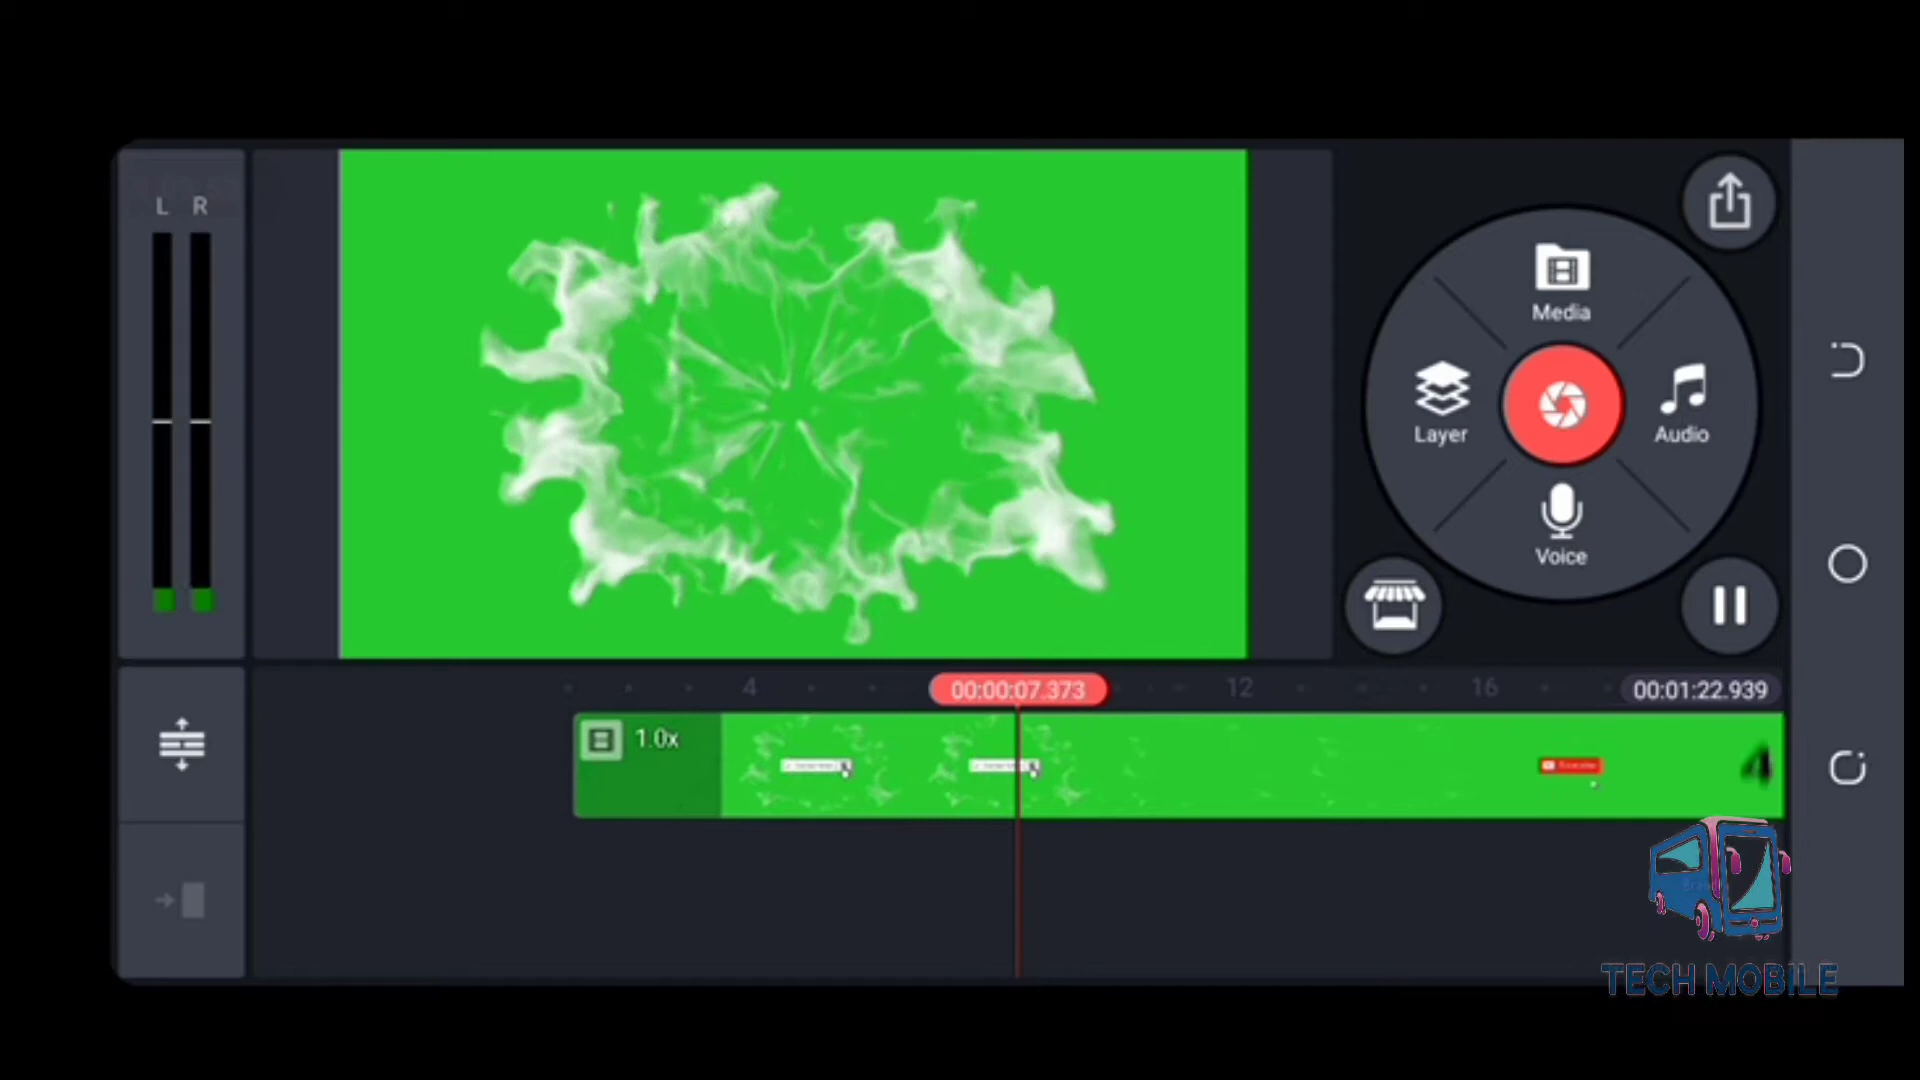 L R
Media
Layer
Audio
Voice
4
00:00:07.373
12
16
00:01:22.939
1.0x
4
TECH MOBILE